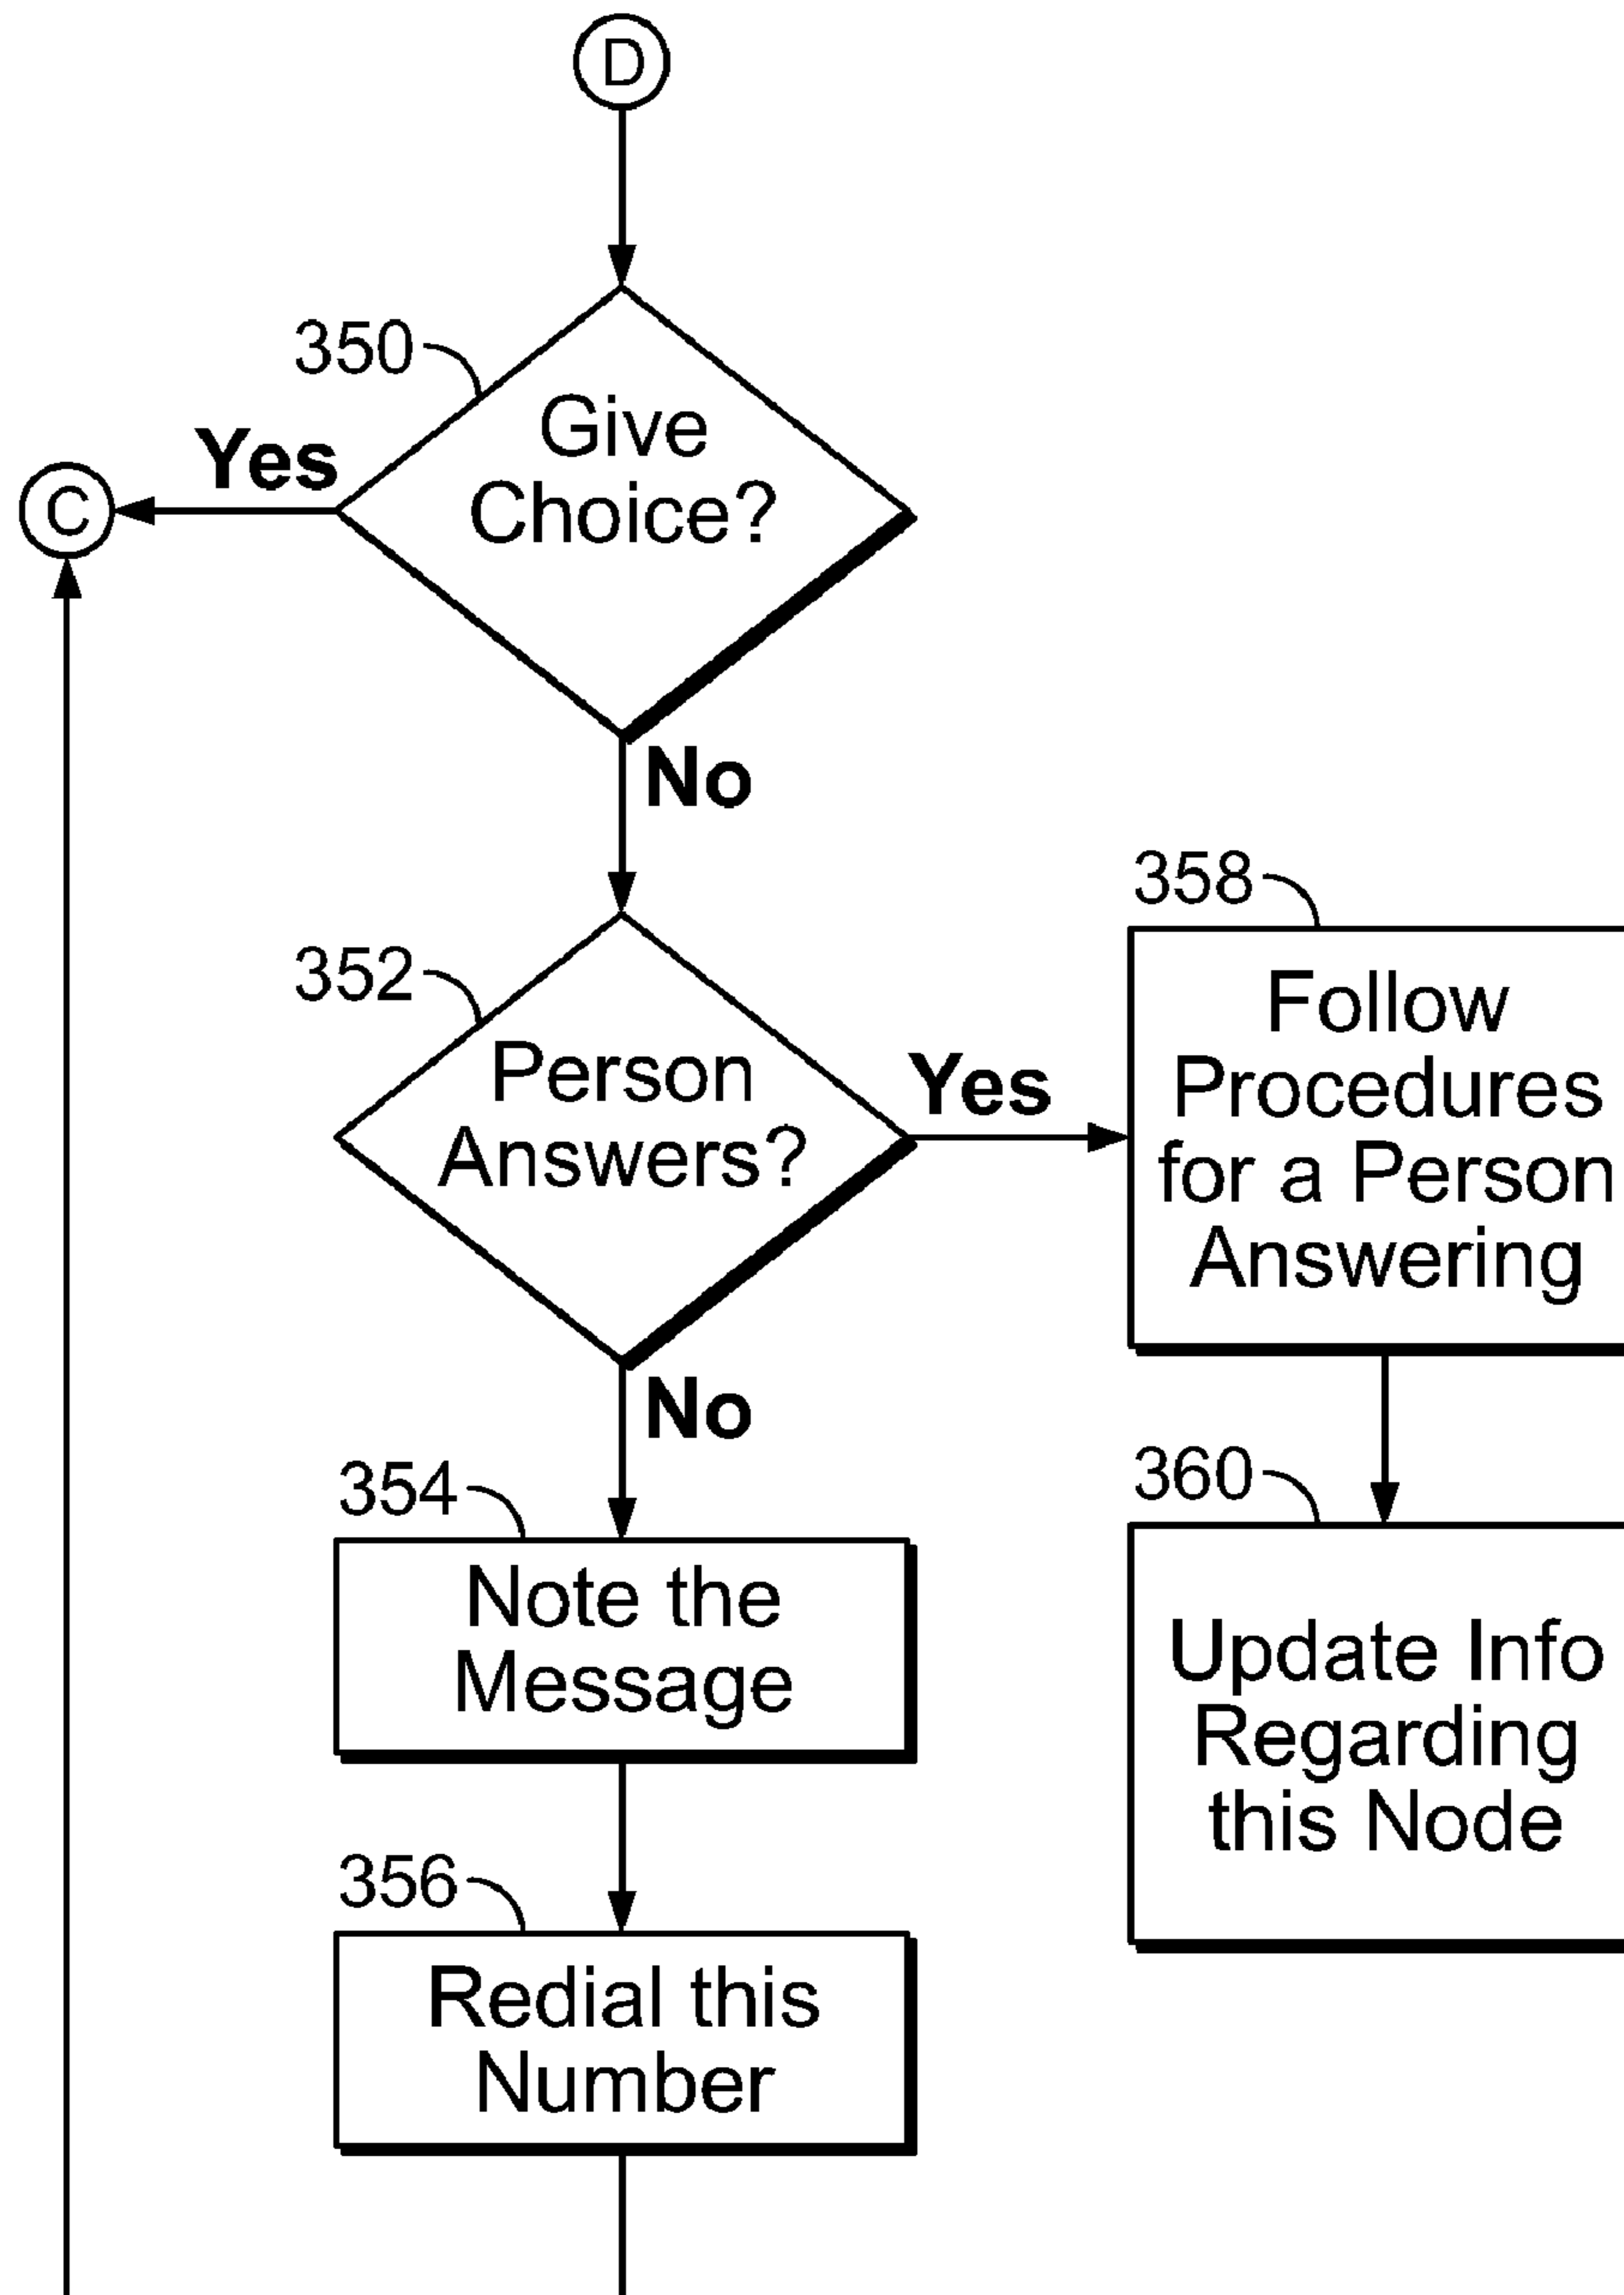 D
350
Give
Choice?
Yes
C
No
352
Person
Answers?
Yes
358
Follow
Procedures
for a Person
Answering
No
354
Note the
Message
360
Update Info
Regarding
this Node
356
Redial this
Number